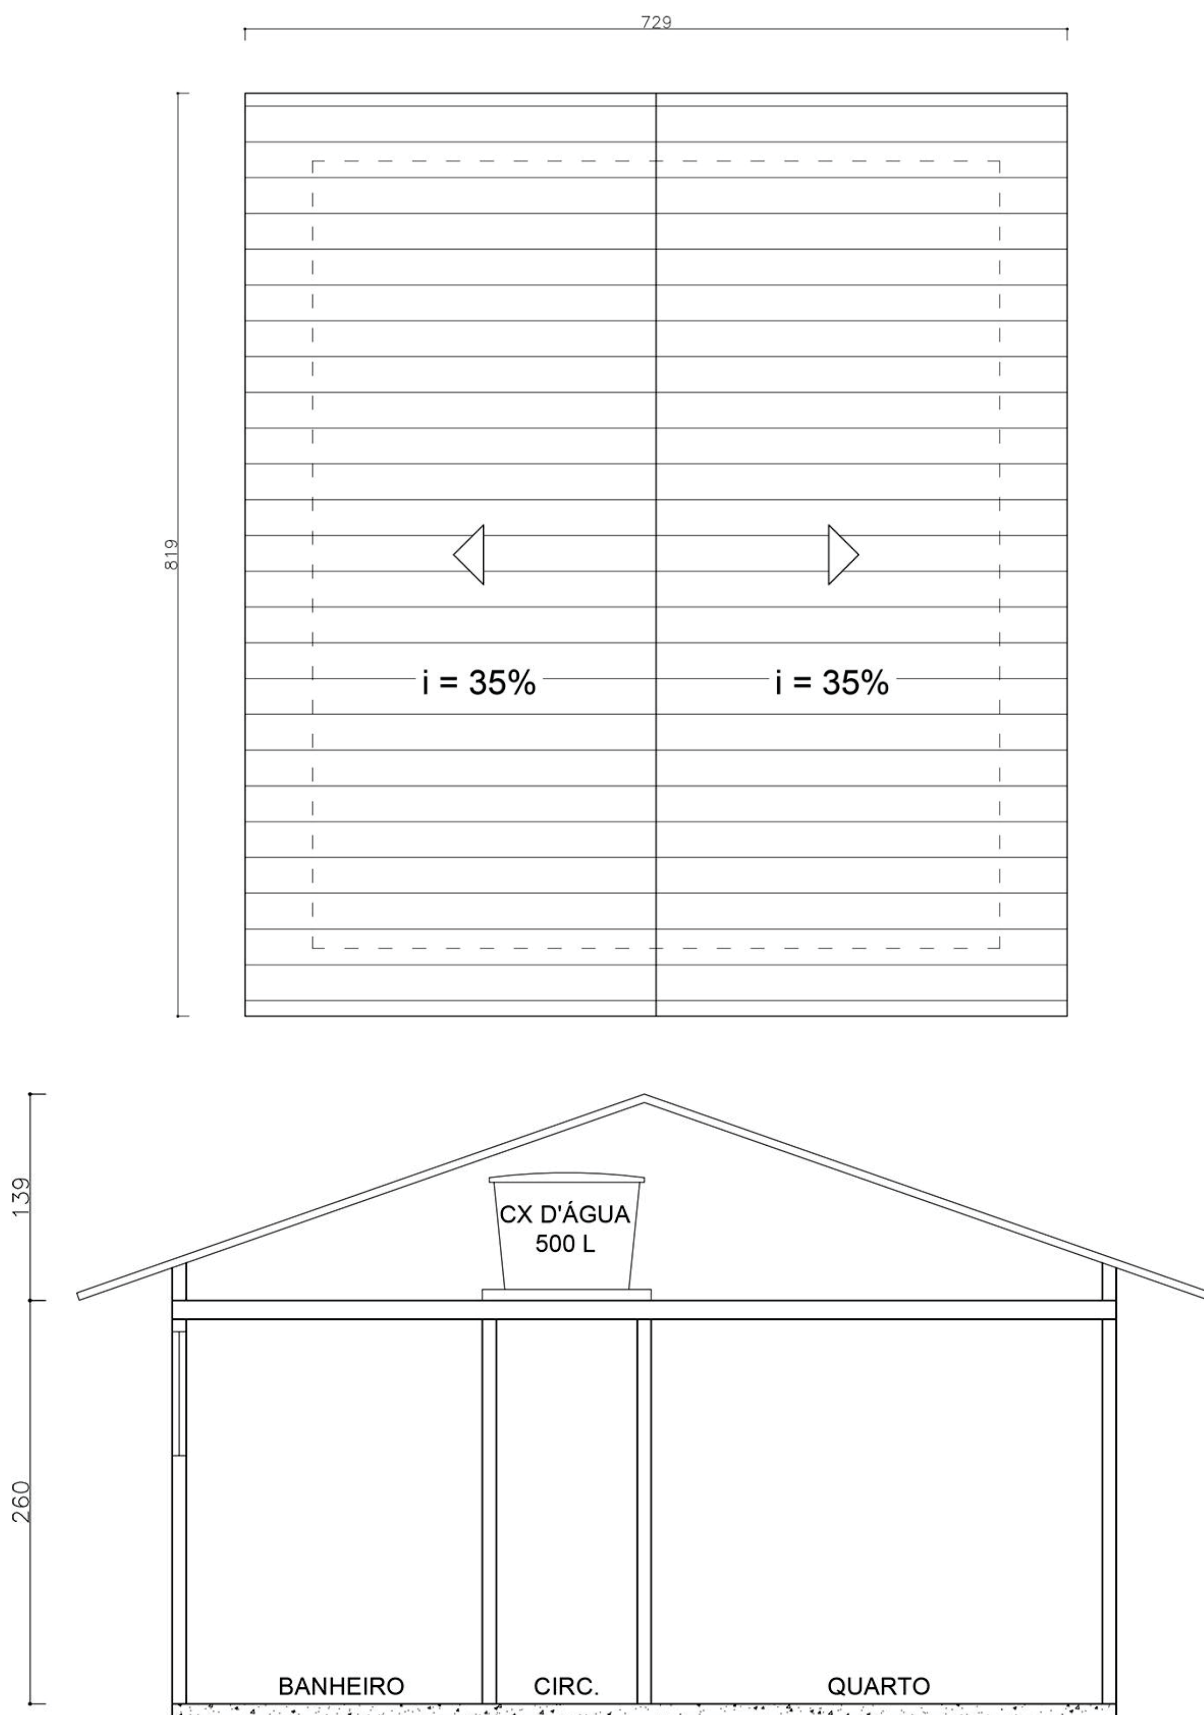 729
819
i = 35%
i = 35%
139
CX D'ÁGUA
500 L
260
BANHEIRO
CIRC.
QUARTO